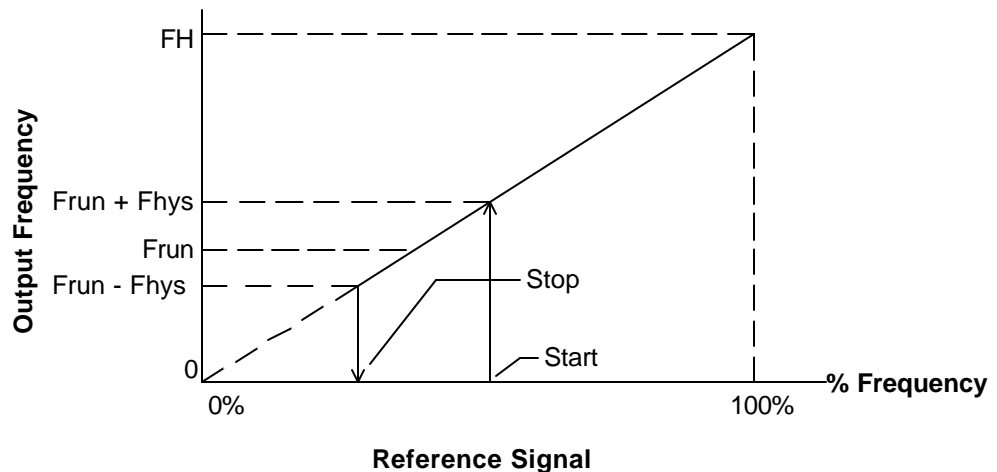 FH
Output Frequency
Frun + Fhys
Frun
Frun - Fhys
Stop
Start
0
% Frequency
0%
100%
Reference Signal